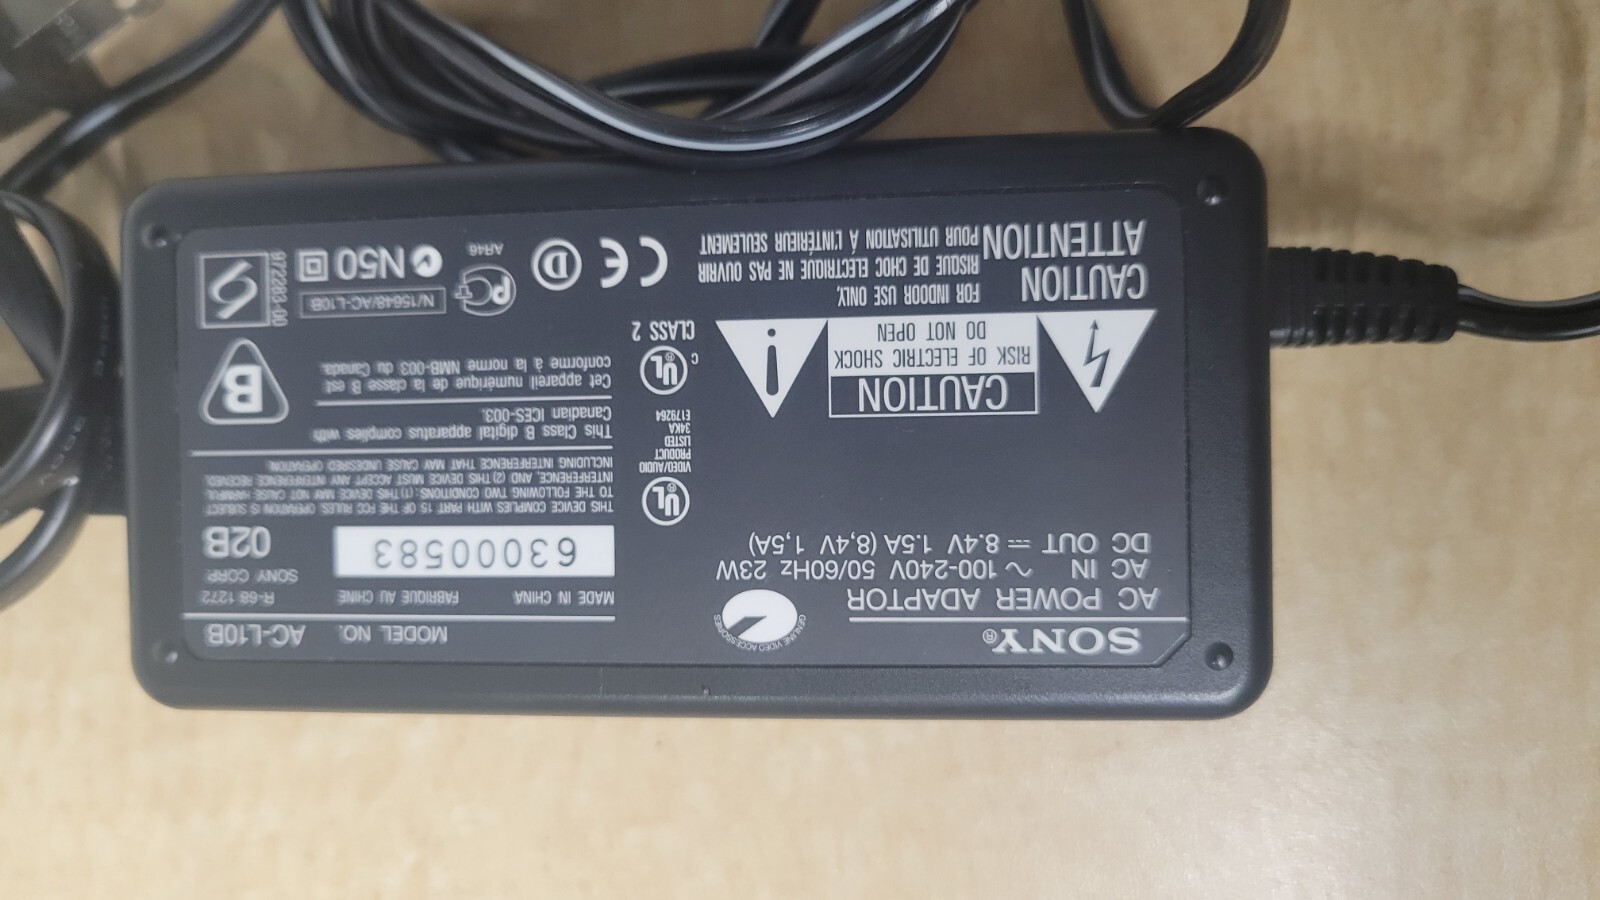 SONY®
AC POWER ADAPTOR
GENUINE VIDEO ACCESSORIES
AC IN ~ 100-240V 50/60Hz 23W
DC OUT ⎓ 8.4V 1.5A (8,4V 1,5A)
CAUTION
RISK OF ELECTRIC SHOCK
DO NOT OPEN
CAUTION
FOR INDOOR USE ONLY.
ATTENTION
RISQUE DE CHOC ELECTRIQUE NE PAS OUVRIR
POUR UTILISATION À L'INTÉRIEUR SEULEMENT
MODEL NO. AC-L10B
MADE IN CHINA FABRIQUE AU CHINE
R-68 1272
SONY CORP.
63000583
02B
THIS DEVICE COMPLIES WITH PART 15 OF THE FCC RULES. OPERATION IS SUBJECT
TO THE FOLLOWING TWO CONDITIONS: (1) THIS DEVICE MAY NOT CAUSE HARMFUL
INTERFERENCE, AND (2) THIS DEVICE MUST ACCEPT ANY INTERFERENCE RECEIVED,
INCLUDING INTERFERENCE THAT MAY CAUSE UNDESIRED OPERATION.
UL®
VIDEO/AUDIO
PRODUCT
LISTED
34KA
E179264
This Class B digital apparatus complies with
Canadian ICES-003.
Cet appareil numérique de la classe B est
conforme à la norme NMB-003 du Canada.
B
C UL®
CLASS 2
CE
D
PC
AR46
N/15648/AC-L10B
N50
972283-00